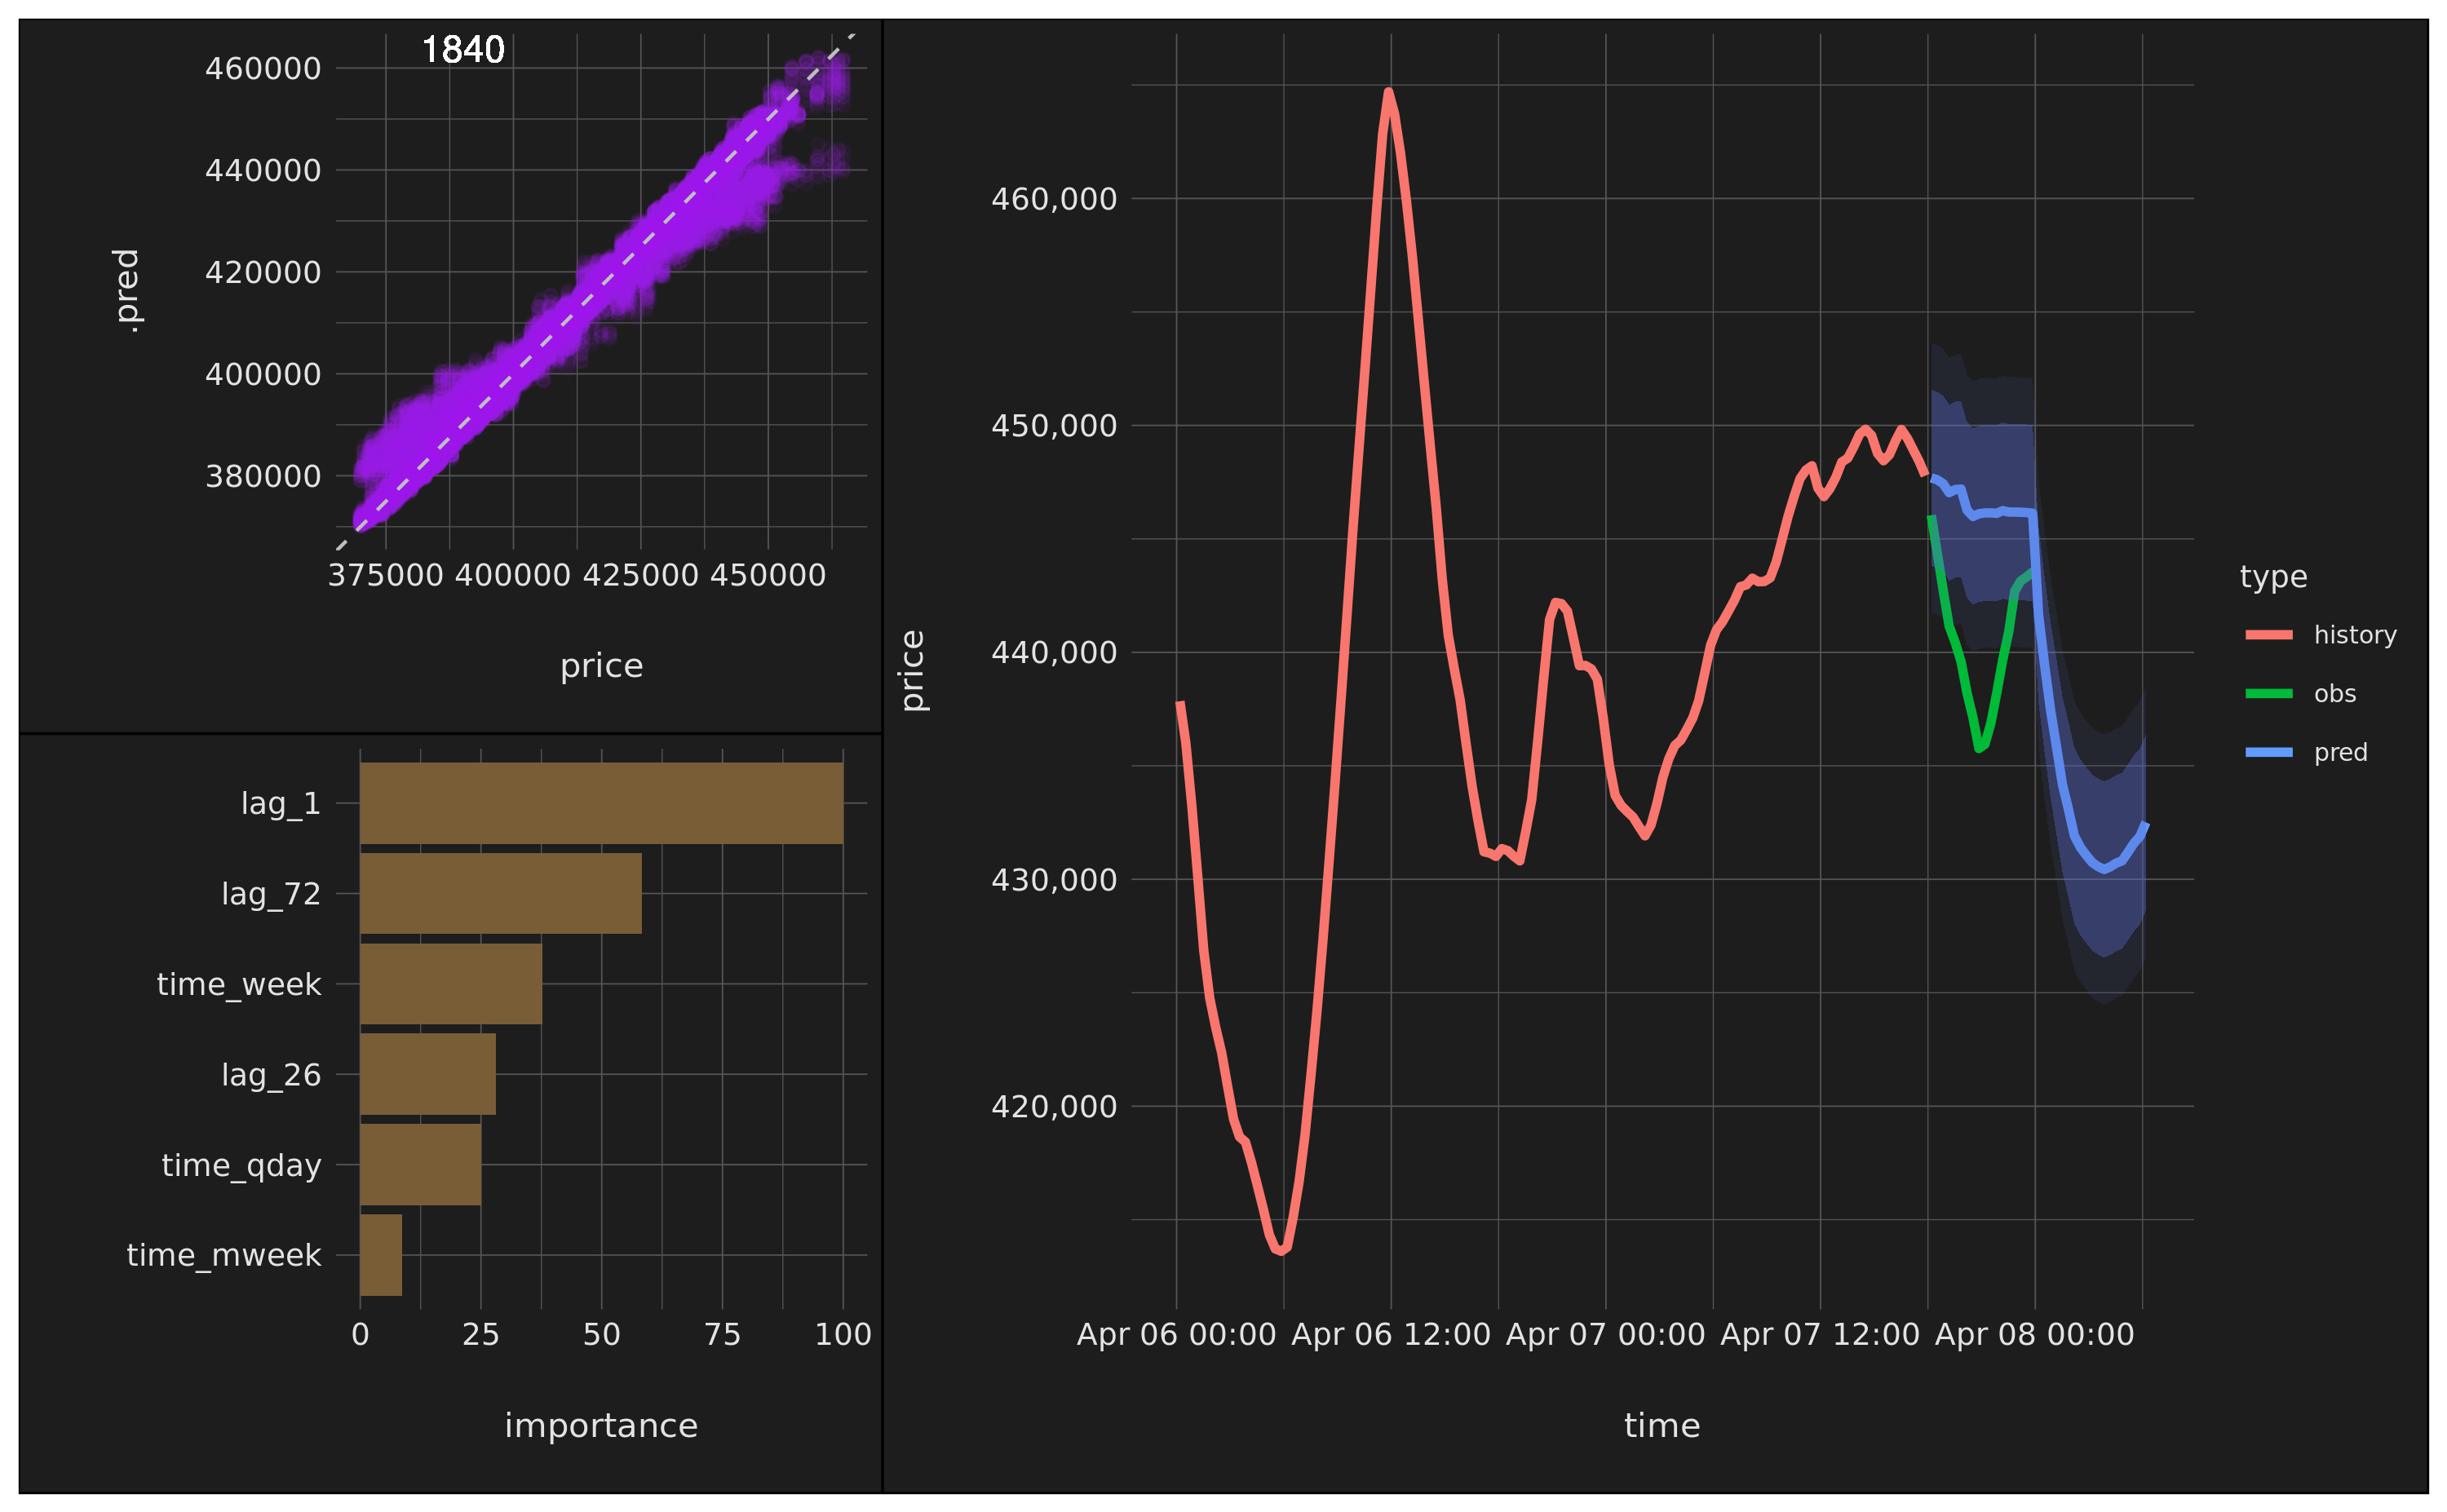 1840
460000
440000
420000
400000
380000
.pred
375000 400000 425000 450000
price
lag_1
lag_72
time_week
lag_26
time_qday
time_mweek
0 25 50 75 100
importance
460,000
450,000
440,000
430,000
420,000
price
Apr 06 00:00 Apr 06 12:00 Apr 07 00:00 Apr 07 12:00 Apr 08 00:00
time
type
history
obs
pred